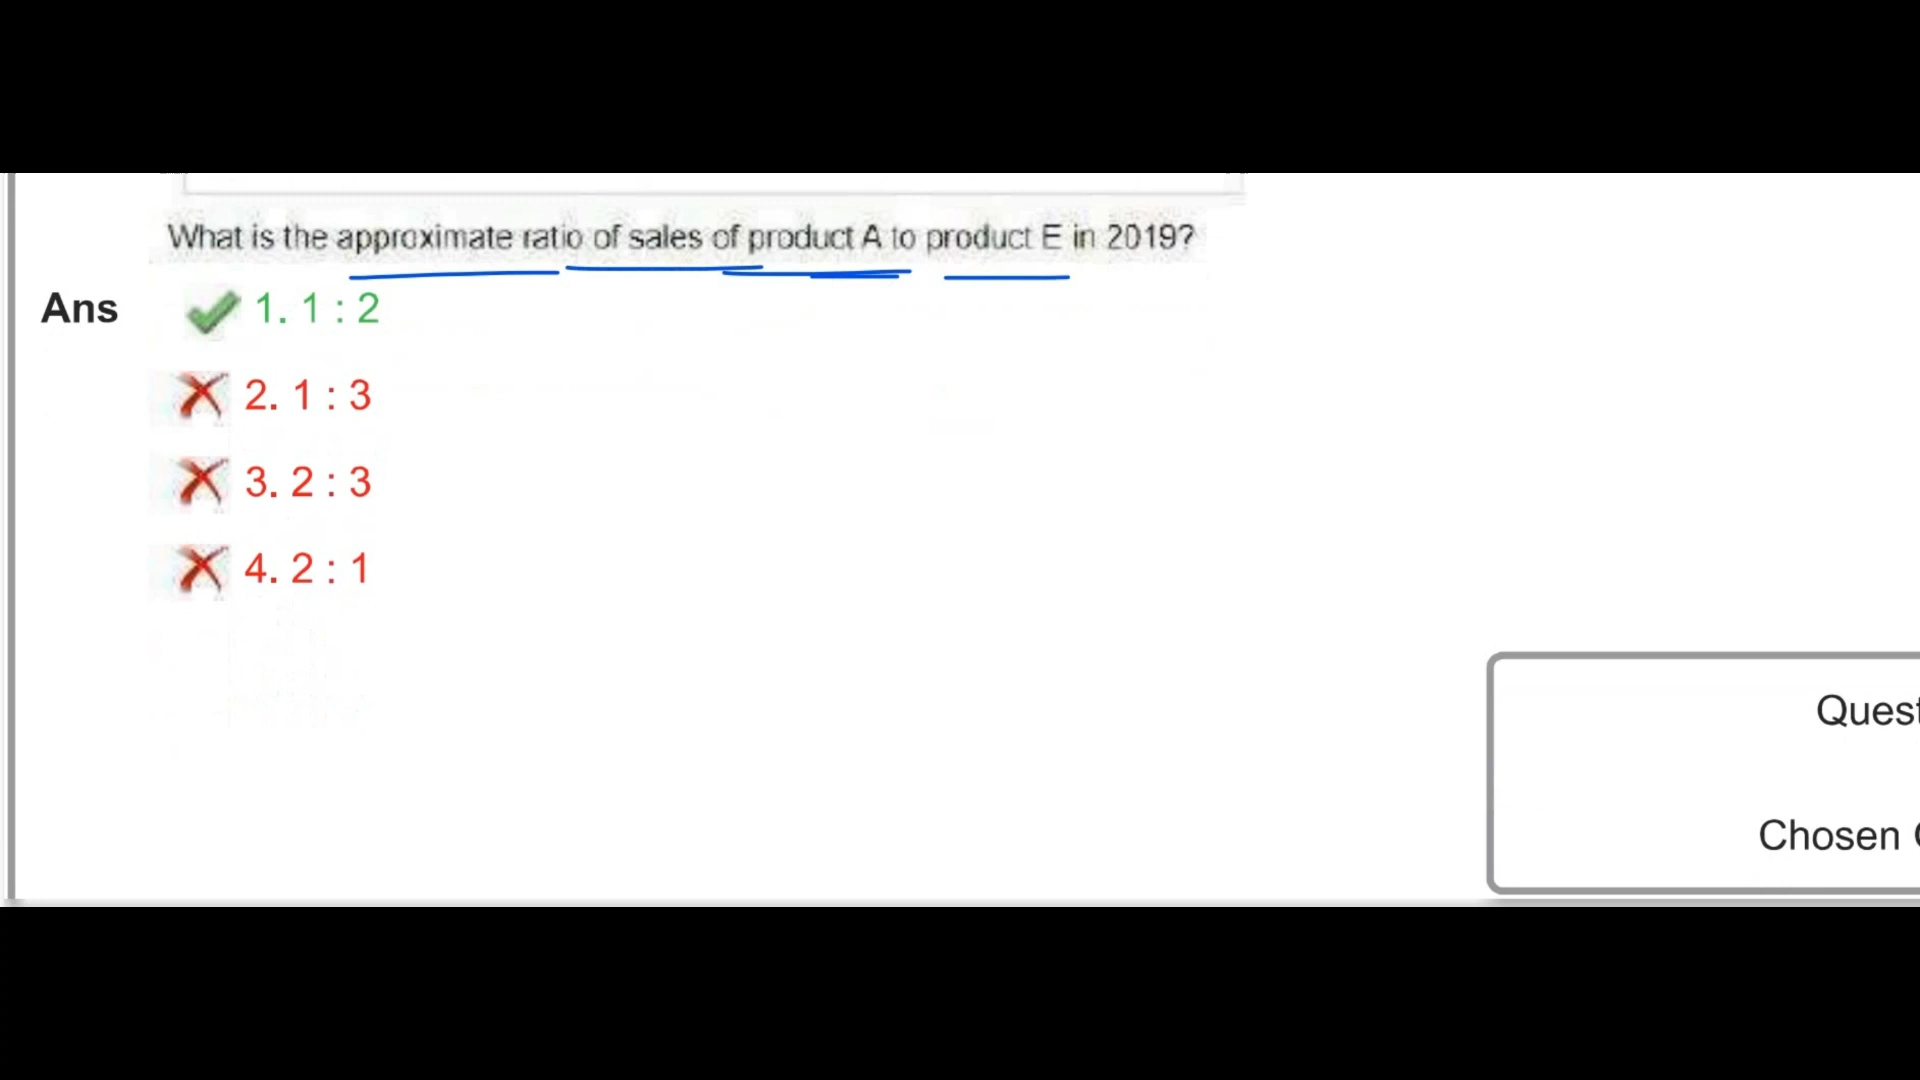 What is the approximate ratio of sales of product A to product E in 2019?
Ans 1. 1 : 2
2. 1 : 3
3. 2 : 3
4. 2 : 1
Quest
Chosen